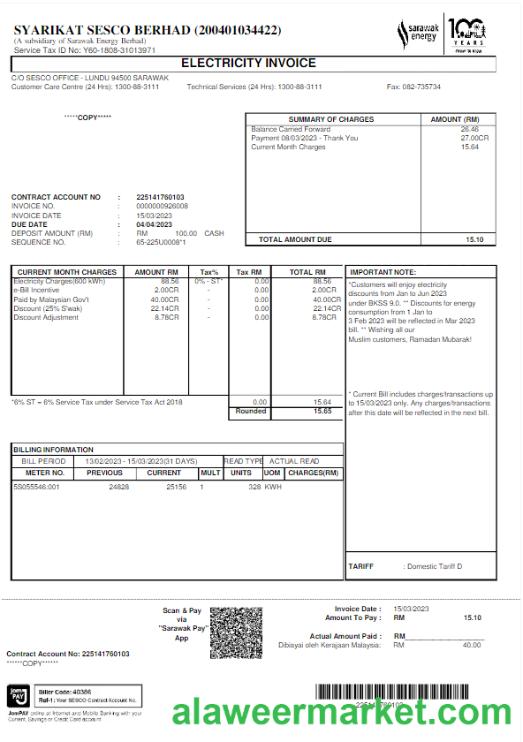 SYARIKAT SESCO BERHAD (200401034422)
(A subsidiary of Sarawak Energy Berhad)
Service Tax ID No: Y60-1808-31013971
sarawak energy
100 YEARS
ELECTRICITY INVOICE
C/O SESCO OFFICE - LUNDU 94500 SARAWAK
Customer Care Centre (24 Hrs): 1300-88-3111 Technical Services (24 Hrs): 1300-88-3111 Fax: 082-735734
*****COPY*****
SUMMARY OF CHARGES AMOUNT (RM)
Balance Carried Forward 26.46
Payment 08/03/2023 - Thank You 27.00CR
Current Month Charges 15.64
TOTAL AMOUNT DUE 15.10
CONTRACT ACCOUNT NO : 225141760103
INVOICE NO. : 0000000926008
INVOICE DATE : 15/03/2023
DUE DATE : 04/04/2023
DEPOSIT AMOUNT (RM) : RM 100.00 CASH
SEQUENCE NO. : 65-225U0008*1
CURRENT MONTH CHARGES AMOUNT RM Tax% Tax RM TOTAL RM
Electricity Charges(600 kWh) 88.56 0% - ST* 0.00 88.56
e-Bill Incentive 2.00CR - 0.00 2.00CR
Paid by Malaysian Gov't 40.00CR - 0.00 40.00CR
Discount (25% S'wak) 22.14CR - 0.00 22.14CR
Discount Adjustment 8.78CR - 0.00 8.78CR
*6% ST = 6% Service Tax under Service Tax Act 2018 0.00 15.64
Rounded 15.65
IMPORTANT NOTE:
*Customers will enjoy electricity
discounts from Jan to Jun 2023
under BKSS 9.0. ** Discounts for energy
consumption from 1 Jan to
3 Feb 2023 will be reflected in Mar 2023
bill. ** Wishing all our
Muslim customers, Ramadan Mubarak!
* Current Bill includes charges/transactions up
to 15/03/2023 only. Any charges/transactions
after this date will be reflected in the next bill.
TARIFF : Domestic Tariff D
BILLING INFORMATION
BILL PERIOD 13/02/2023 - 15/03/2023(31 DAYS) READ TYPE ACTUAL READ
METER NO. PREVIOUS CURRENT MULT UNITS UOM CHARGES(RM)
5S055546:001 24828 25156 1 328 KWH
Scan & Pay
via
"Sarawak Pay"
App
Invoice Date : 15/03/2023
Amount To Pay : RM 15.10
Actual Amount Paid : RM
Dibiayai oleh Kerajaan Malaysia: RM 40.00
Contract Account No: 225141760103
******COPY******
JomPAY
Biller Code: 40386
Ref-1 : Your SESCO Contract Account No.
JomPAY online at Internet and Mobile Banking with your
Current, Savings or Credit Card account
alaweermarket.com